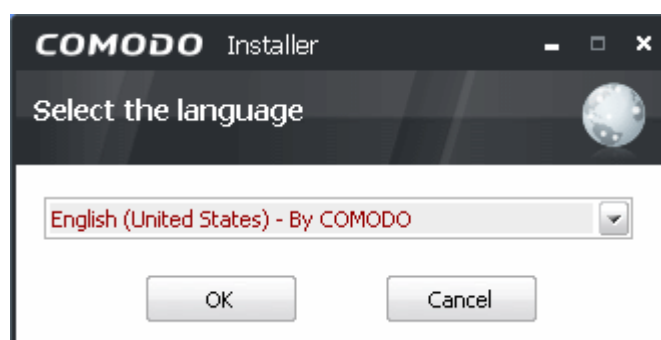 COMODO Installer
Select the language
English (United States) - By COMODO
OK Cancel